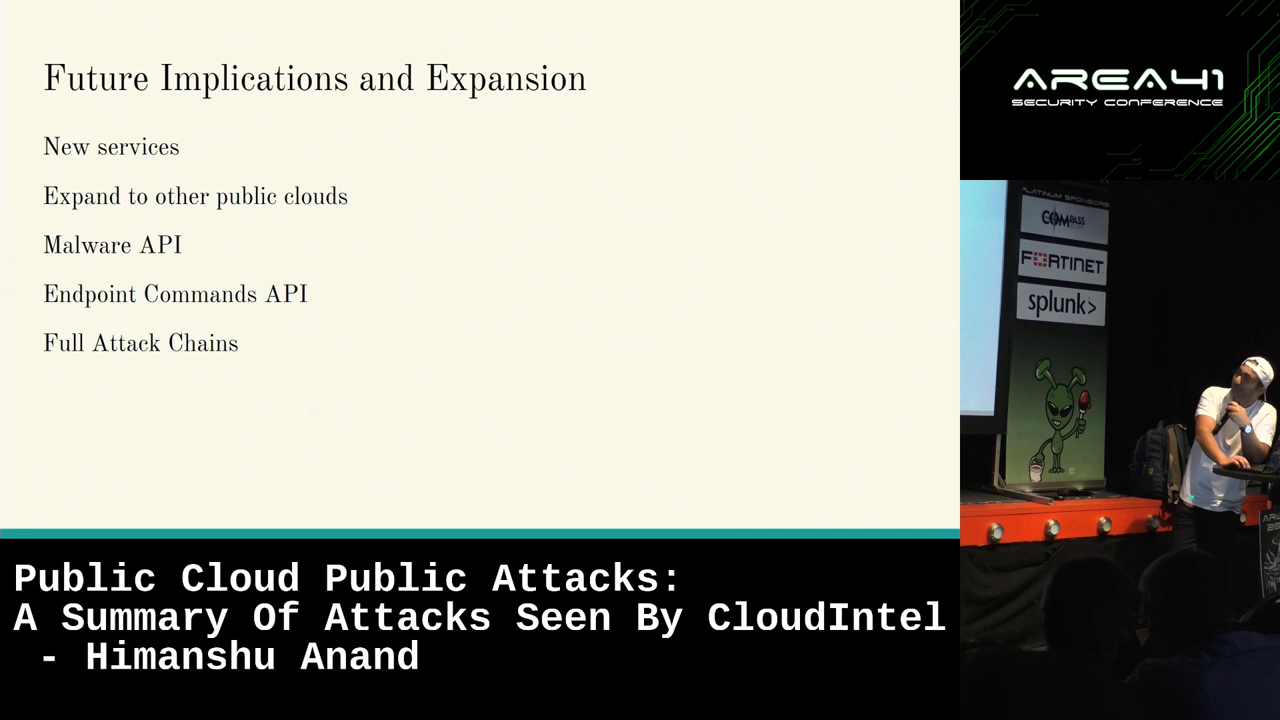 Future Implications and Expansion
New services
Expand to other public clouds
Malware API
Endpoint Commands API
Full Attack Chains
Public Cloud Public Attacks:
A Summary Of Attacks Seen By CloudIntel
- Himanshu Anand
AREA41
SECURITY CONFERENCE
PLATINUM SPONSORS
COMPASS
FORTINET
splunk>